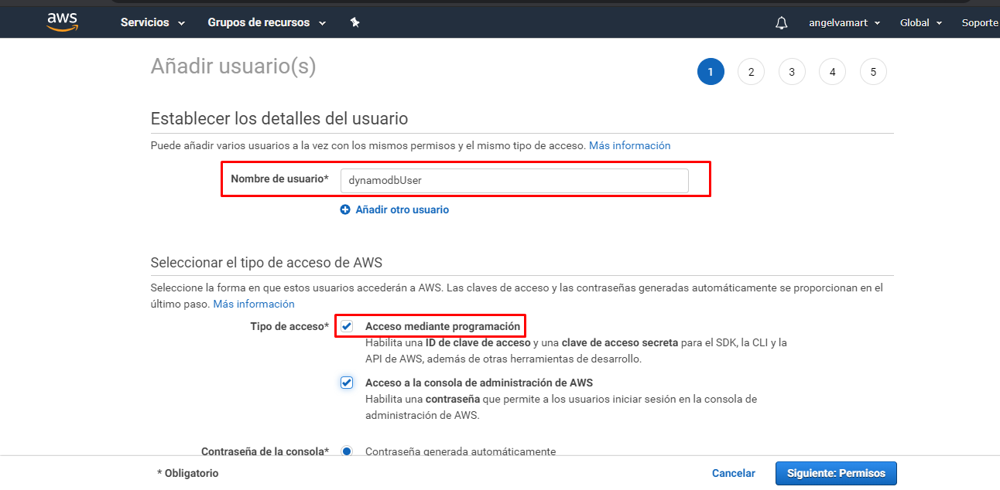 aws Servicios Grupos de recursos angelvamart Global Soporte
Añadir usuario(s) 1 2 3 4 5
Establecer los detalles del usuario
Puede añadir varios usuarios a la vez con los mismos permisos y el mismo tipo de acceso. Más información
Nombre de usuario* dynamodbUser
Añadir otro usuario
Seleccionar el tipo de acceso de AWS
Seleccione la forma en que estos usuarios accederán a AWS. Las claves de acceso y las contraseñas generadas automáticamente se proporcionan en el
último paso. Más información
Tipo de acceso* Acceso mediante programación
Habilita una ID de clave de acceso y una clave de acceso secreta para el SDK, la CLI y la
API de AWS, además de otras herramientas de desarrollo.
Acceso a la consola de administración de AWS
Habilita una contraseña que permite a los usuarios iniciar sesión en la consola de
administración de AWS.
Contraseña de la consola* Contraseña generada automáticamente
* Obligatorio Cancelar Siguiente: Permisos